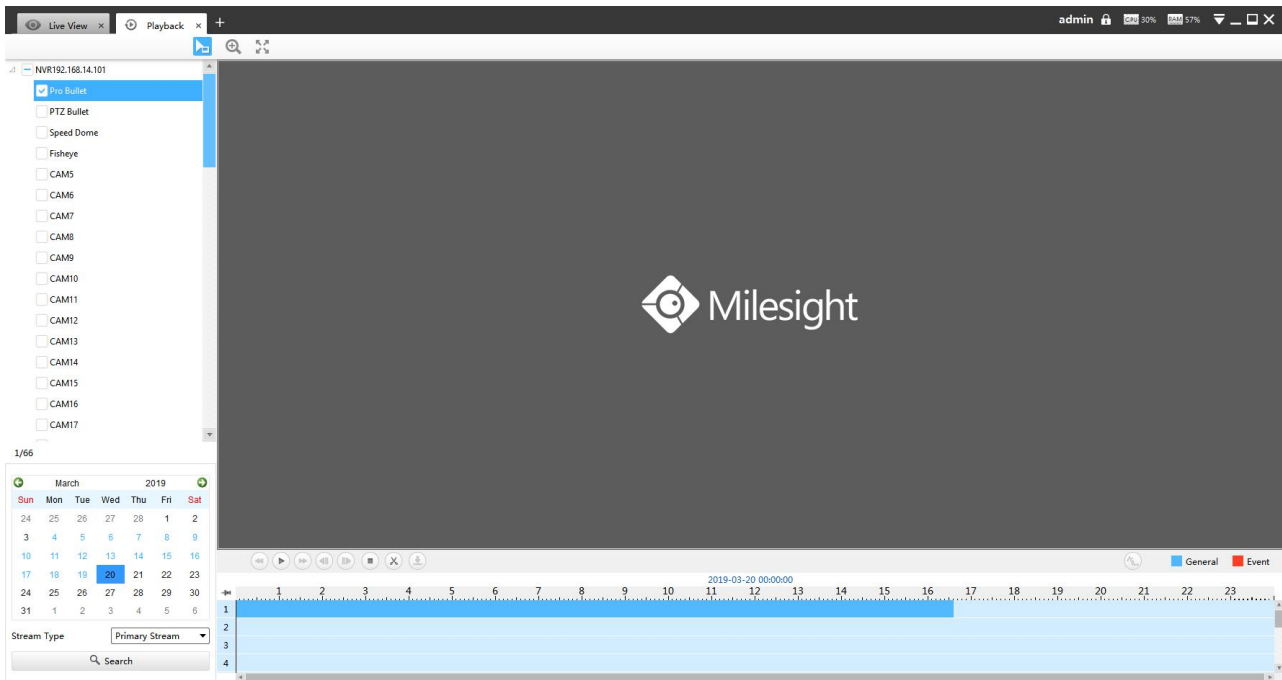 Live View × Playback × +
admin CPU 30% RAM 57%
NVR192.168.14.101
Pro Bullet
PTZ Bullet
Speed Dome
Fisheye
CAM5
CAM6
CAM7
CAM8
CAM9
CAM10
CAM11
CAM12
CAM13
CAM14
CAM15
CAM16
CAM17
1/66
Milesight
March 2019
Sun Mon Tue Wed Thu Fri Sat
24 25 26 27 28 1 2
3 4 5 6 7 8 9
10 11 12 13 14 15 16
17 18 19 20 21 22 23
24 25 26 27 28 29 30
31 1 2 3 4 5 6
Stream Type Primary Stream
Search
General Event
2019-03-20 00:00:00
1 2 3 4 5 6 7 8 9 10 11 12 13 14 15 16 17 18 19 20 21 22 23
1
2
3
4